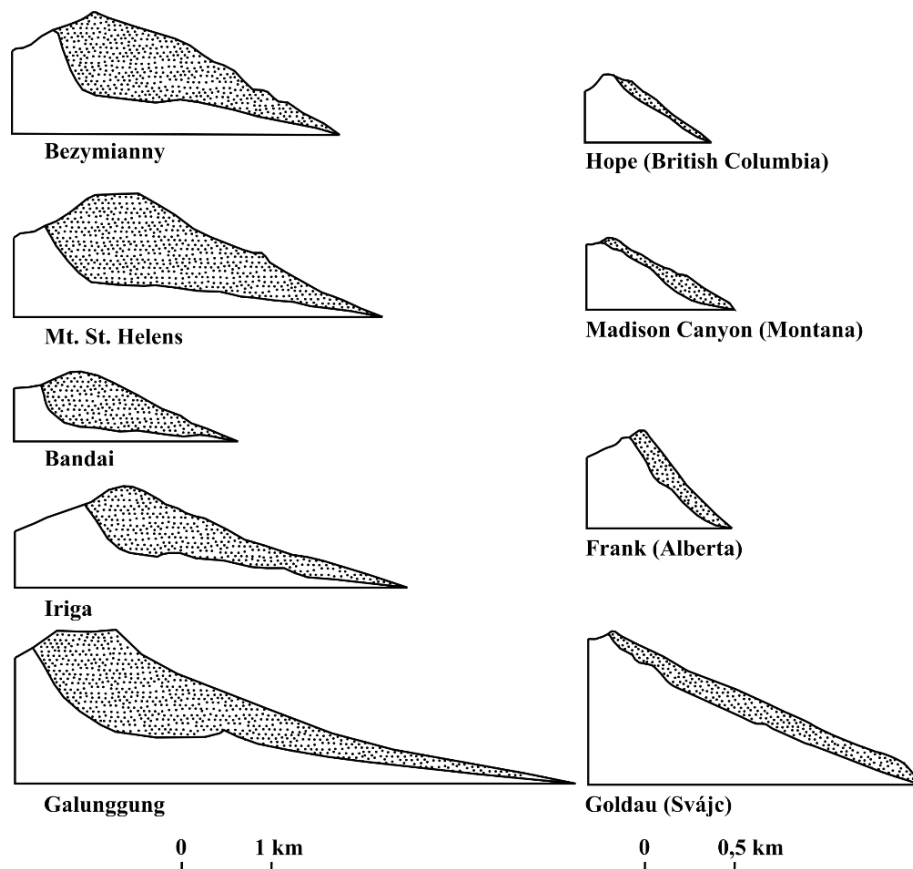 Bezymianny
Hope (British Columbia)
Mt. St. Helens
Madison Canyon (Montana)
Bandai
Frank (Alberta)
Iriga
Galunggung
Goldau (Svájc)
0 1 km
0 0,5 km